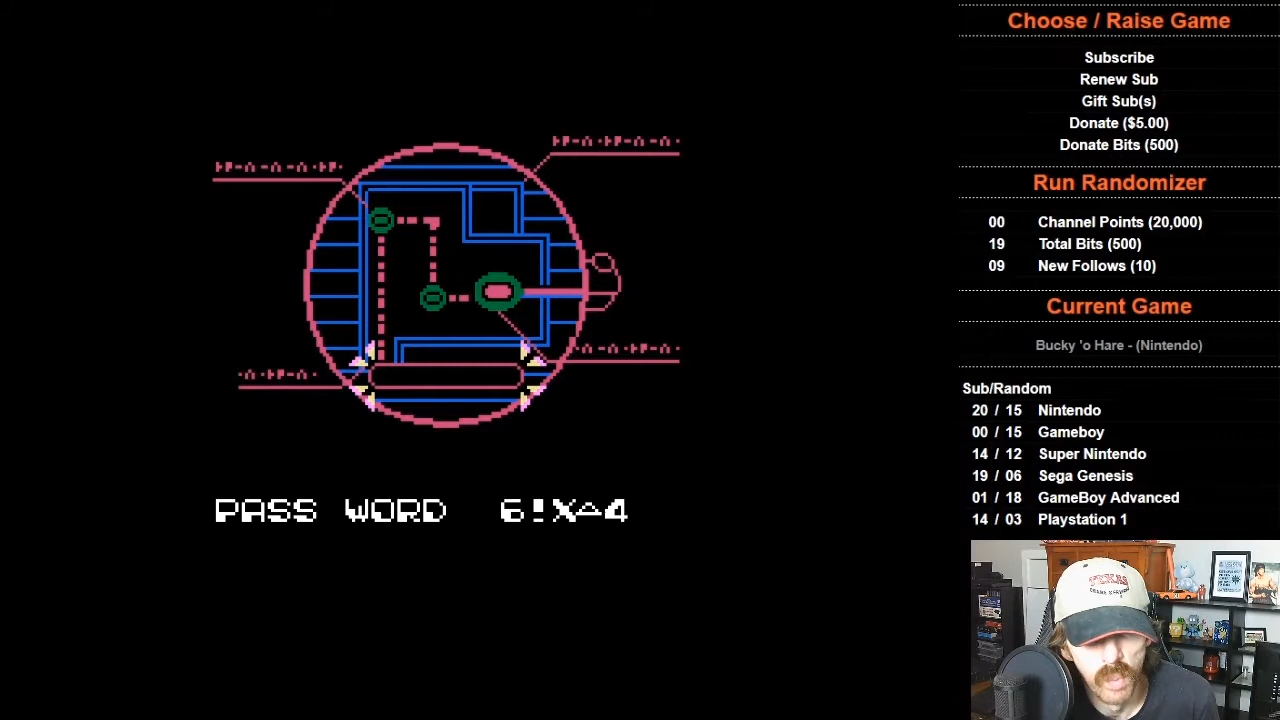 PASS WORD 6!X△4
Choose / Raise Game
Subscribe
Renew Sub
Gift Sub(s)
Donate ($5.00)
Donate Bits (500)
Run Randomizer
00 Channel Points (20,000)
19 Total Bits (500)
09 New Follows (10)
Current Game
Bucky 'o Hare - (Nintendo)
Sub/Random
20 / 15 Nintendo
00 / 15 Gameboy
14 / 12 Super Nintendo
19 / 06 Sega Genesis
01 / 18 GameBoy Advanced
14 / 03 Playstation 1
TEXAS